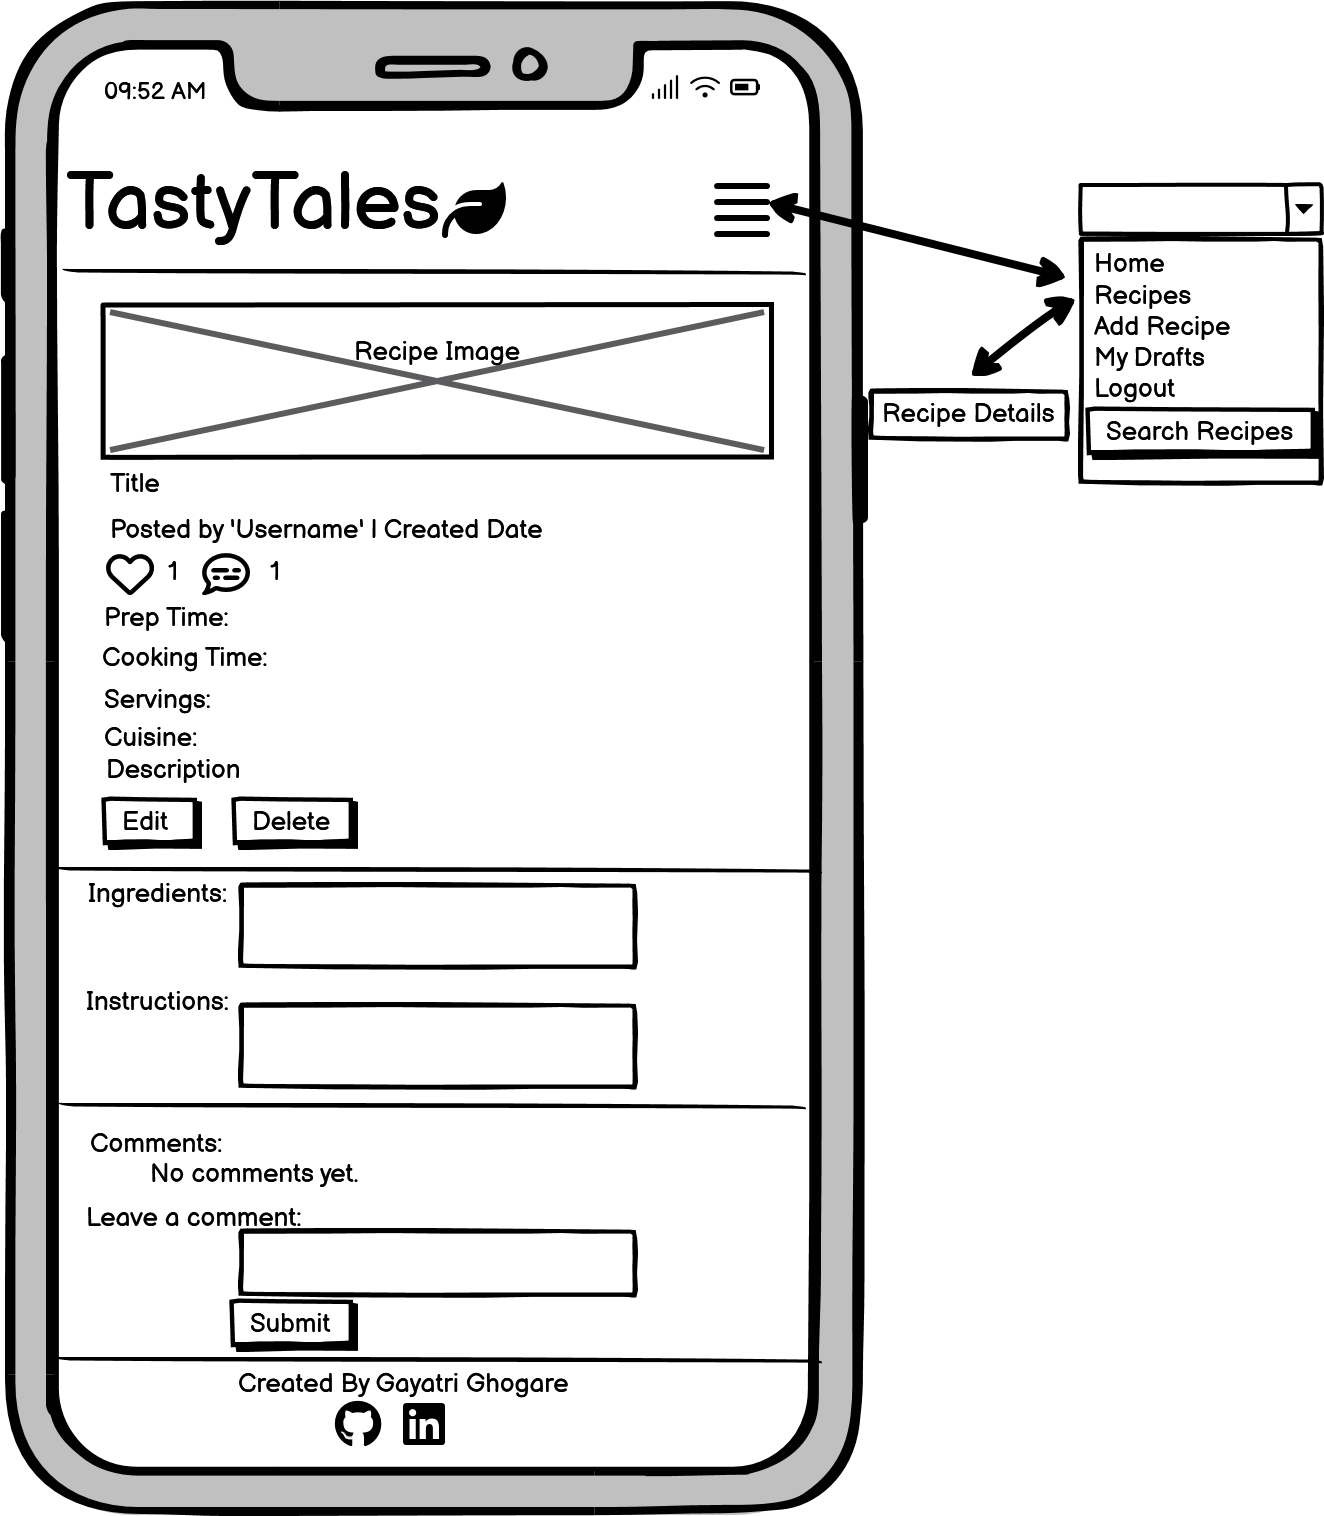 09:52 AM
TastyTales
Recipe Image
Title
Posted by 'Username' | Created Date
1 1
Prep Time:
Cooking Time:
Servings:
Cuisine:
Description
Edit Delete
Ingredients:
Instructions:
Comments:
No comments yet.
Leave a comment:
Submit
Created By Gayatri Ghogare
in
Home
Recipes
Add Recipe
My Drafts
Logout
Search Recipes
Recipe Details